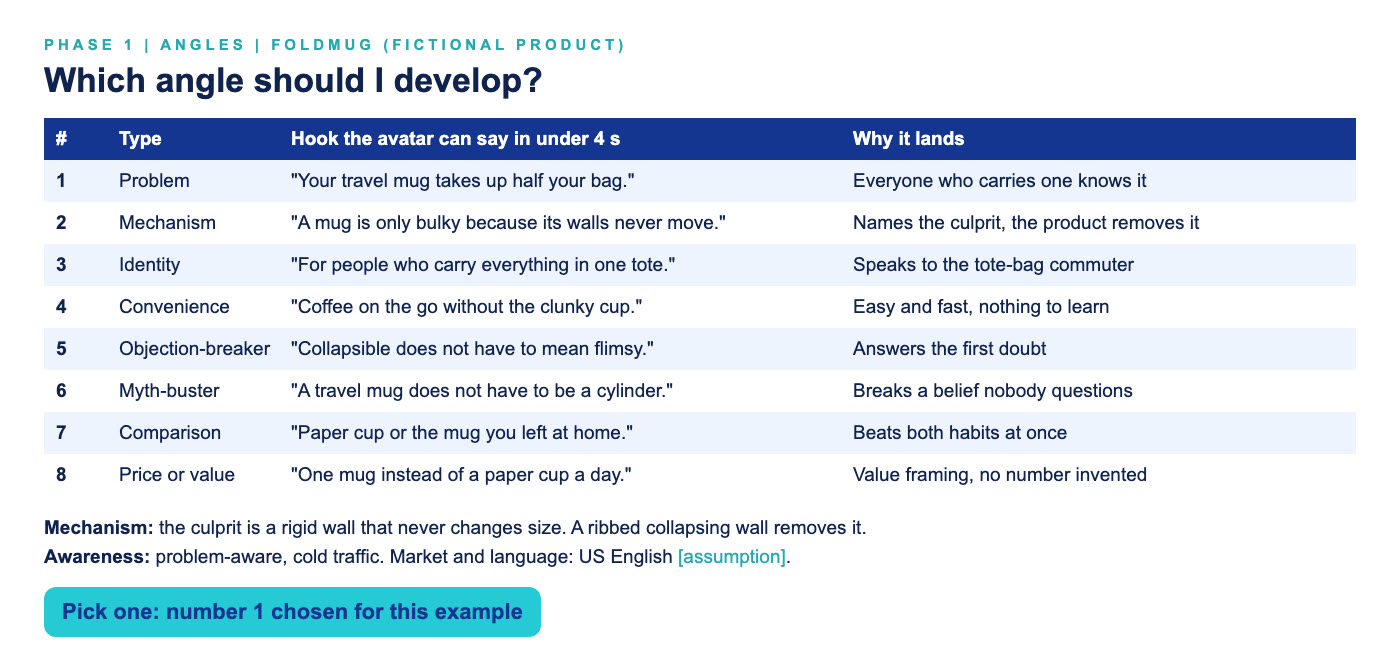 PHASE 1 | ANGLES | FOLDMUG (FICTIONAL PRODUCT)
Which angle should I develop?
# Type Hook the avatar can say in under 4 s Why it lands
1 Problem "Your travel mug takes up half your bag." Everyone who carries one knows it
2 Mechanism "A mug is only bulky because its walls never move." Names the culprit, the product removes it
3 Identity "For people who carry everything in one tote." Speaks to the tote-bag commuter
4 Convenience "Coffee on the go without the clunky cup." Easy and fast, nothing to learn
5 Objection-breaker "Collapsible does not have to mean flimsy." Answers the first doubt
6 Myth-buster "A travel mug does not have to be a cylinder." Breaks a belief nobody questions
7 Comparison "Paper cup or the mug you left at home." Beats both habits at once
8 Price or value "One mug instead of a paper cup a day." Value framing, no number invented
Mechanism: the culprit is a rigid wall that never changes size. A ribbed collapsing wall removes it.
Awareness: problem-aware, cold traffic. Market and language: US English [assumption].
Pick one: number 1 chosen for this example